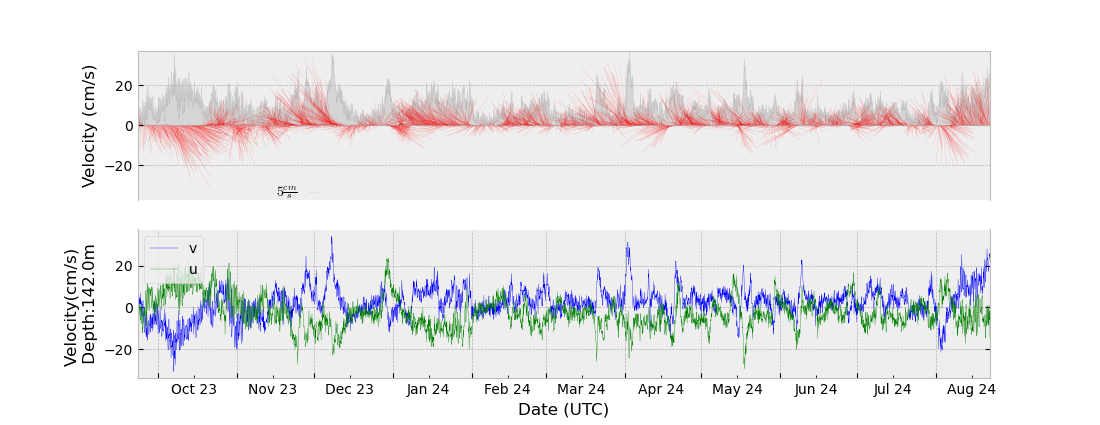 Velocity (cm/s)
20
0
−20
5 cm/s
Velocity(cm/s)
Depth:142.0m
20
0
−20
v
u
Oct 23 Nov 23 Dec 23 Jan 24 Feb 24 Mar 24 Apr 24 May 24 Jun 24 Jul 24 Aug 24
Date (UTC)